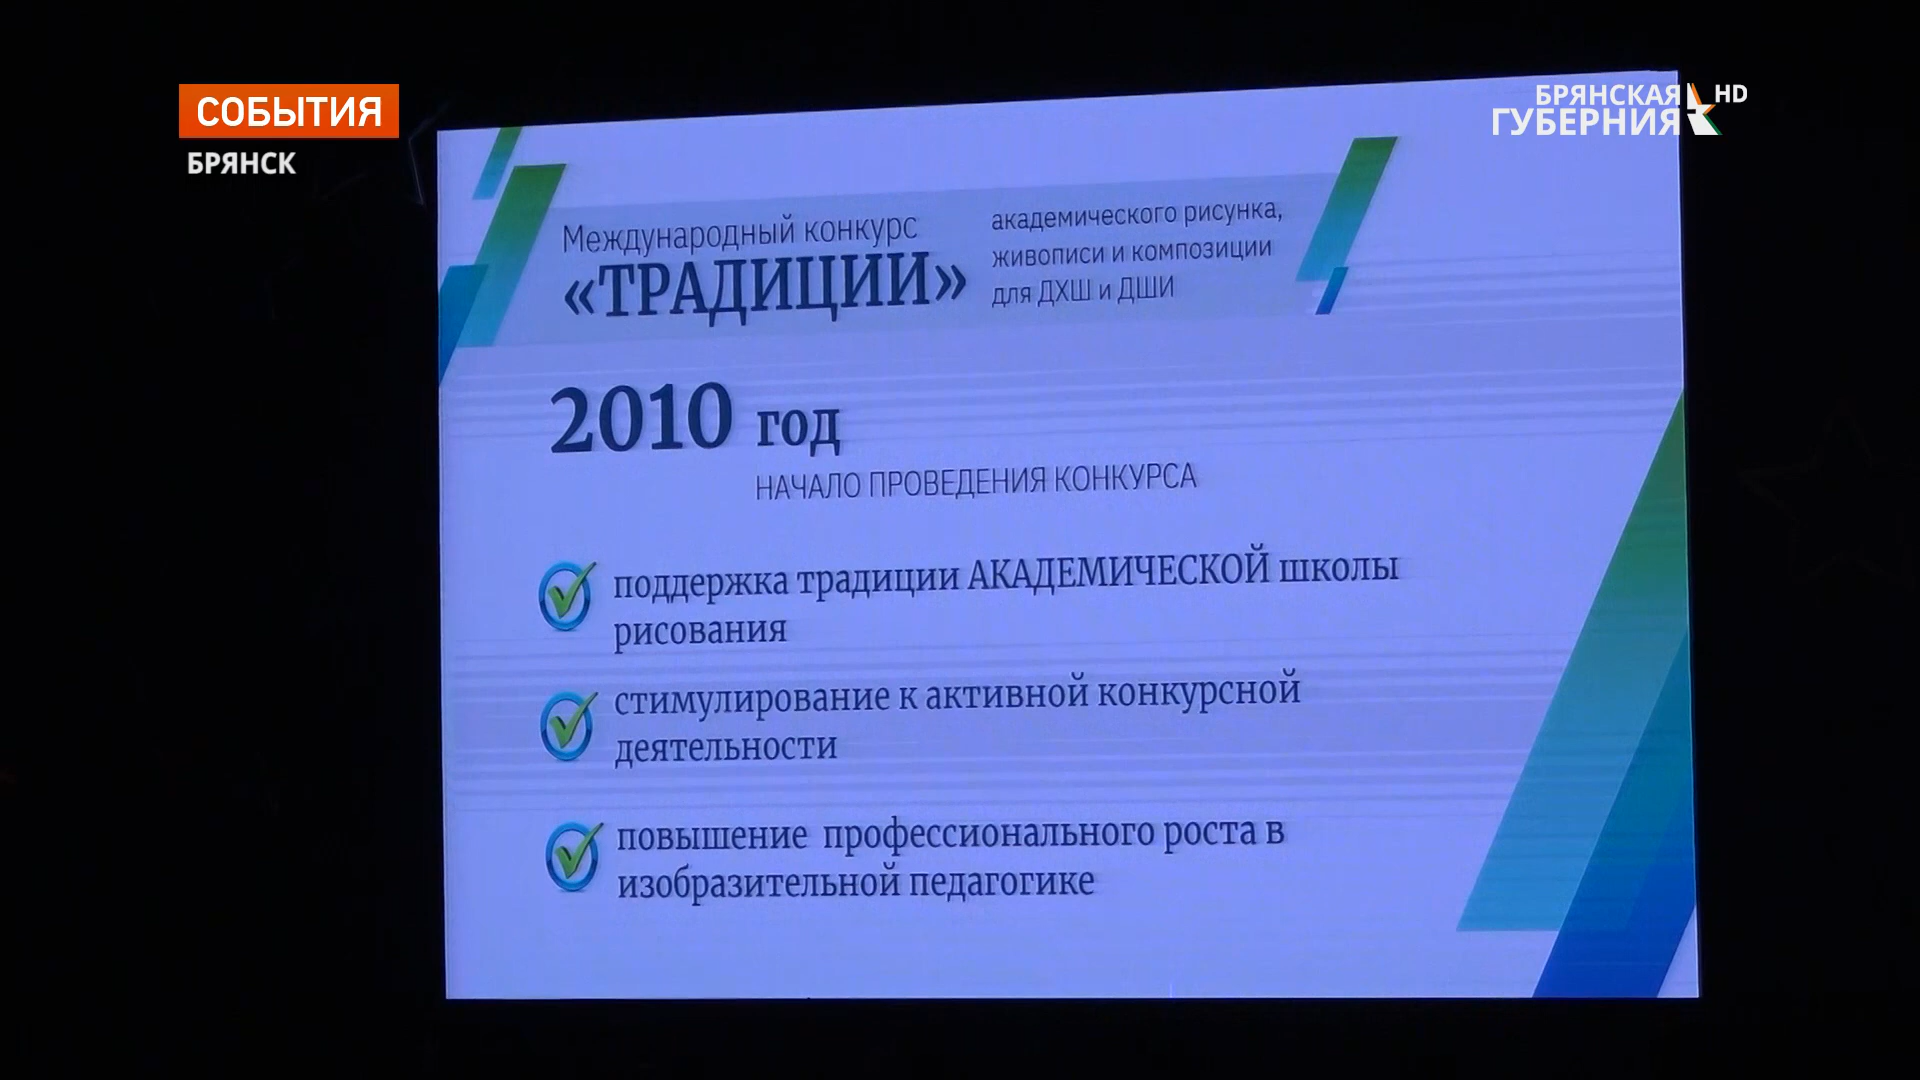 СОБЫТИЯ
БРЯНСК
БРЯНСКАЯ HD
ГУБЕРНИЯ
Международный конкурс
«ТРАДИЦИИ»
академического рисунка,
живописи и композиции
для ДХШ и ДШИ
2010 год
НАЧАЛО ПРОВЕДЕНИЯ КОНКУРСА
поддержка традиции АКАДЕМИЧЕСКОЙ школы
рисования
стимулирование к активной конкурсной
деятельности
повышение профессионального роста в
изобразительной педагогике